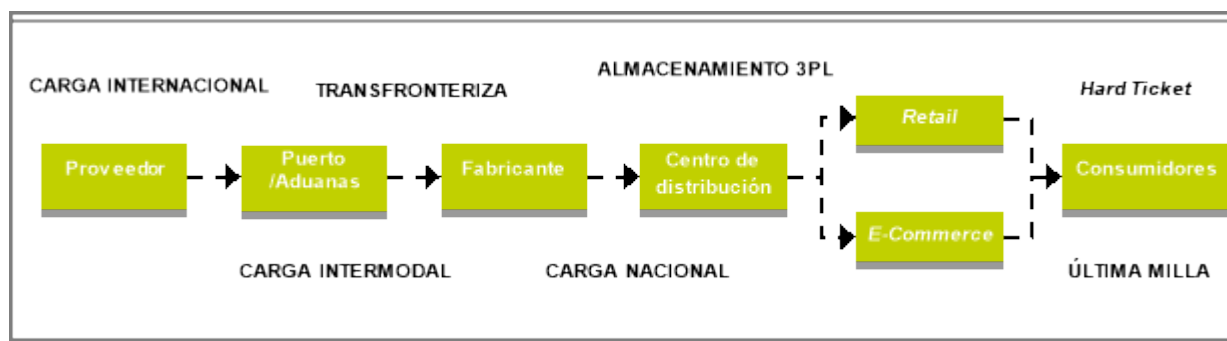 CARGA INTERNACIONAL
TRANSFRONTERIZA
ALMACENAMIENTO 3PL
Hard Ticket
Proveedor
Puerto
/Aduanas
Fabricante
Centro de
distribución
Retail
E-Commerce
Consumidores
CARGA INTERMODAL
CARGA NACIONAL
ÚLTIMA MILLA